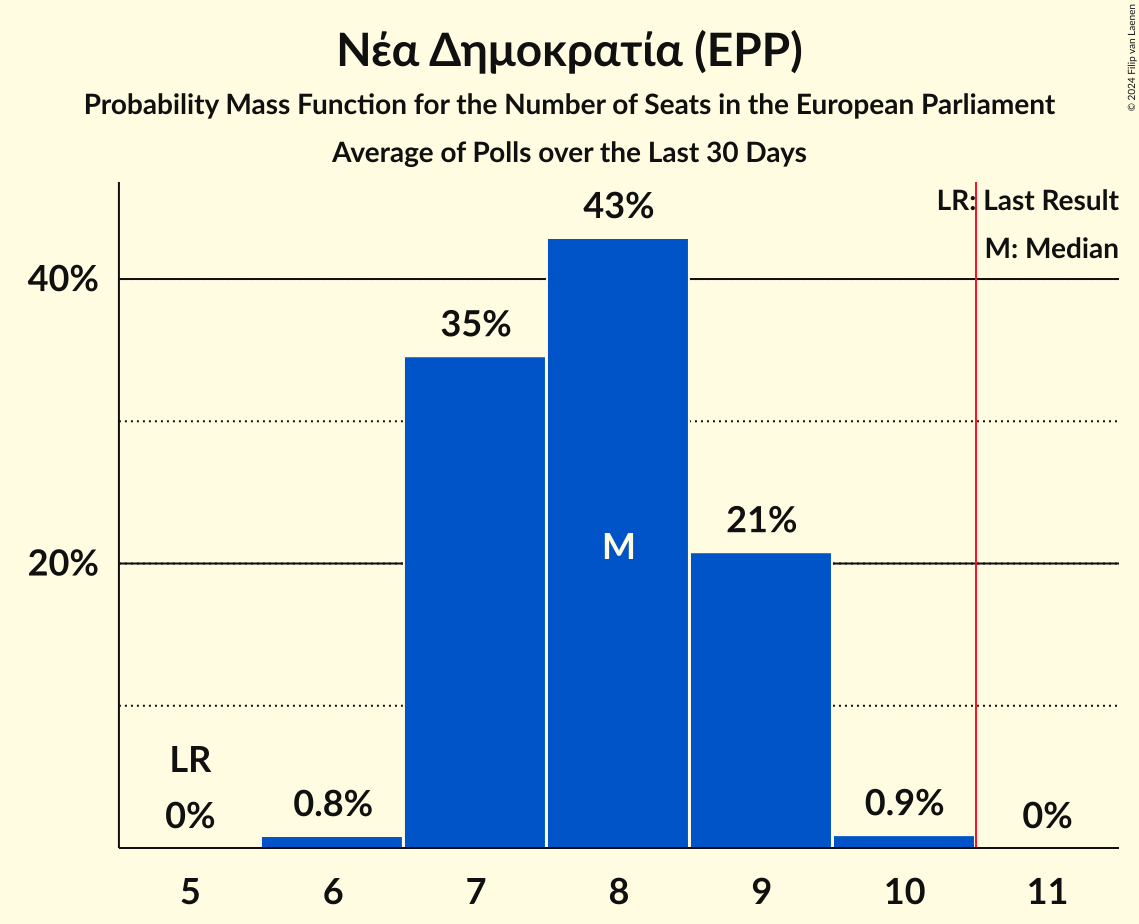 Νέα Δημοκρατία (EPP)
Probability Mass Function for the Number of Seats in the European Parliament
Average of Polls over the Last 30 Days
© 2024 Filip van Laenen
LR: Last Result
M: Median
43%
40%
35%
21%
M
20%
LR
0%
0.8%
0.9%
0%
5 6 7 8 9 10 11